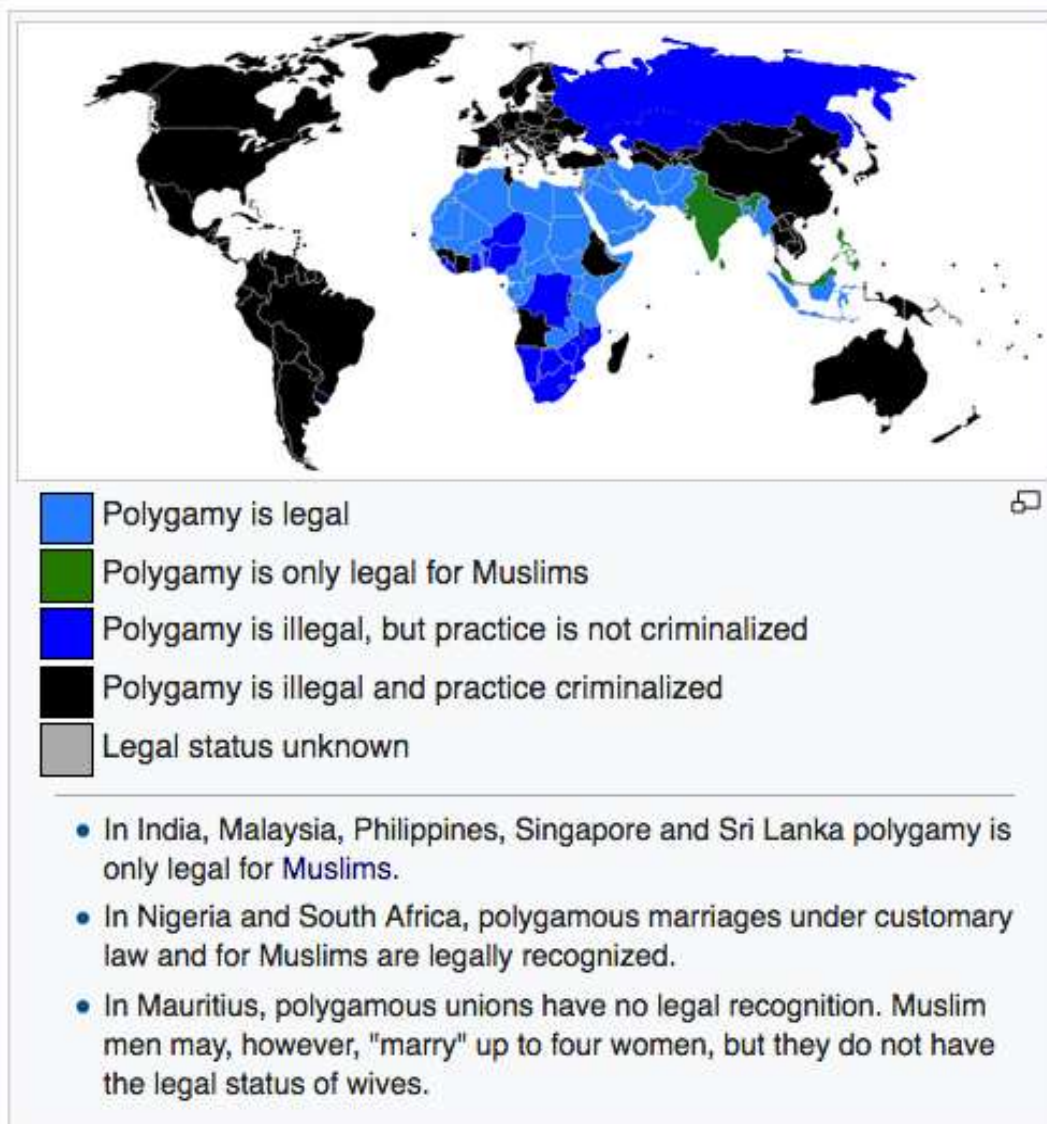 Polygamy is legal
Polygamy is only legal for Muslims
Polygamy is illegal, but practice is not criminalized
Polygamy is illegal and practice criminalized
Legal status unknown
• In India, Malaysia, Philippines, Singapore and Sri Lanka polygamy is
only legal for Muslims.
• In Nigeria and South Africa, polygamous marriages under customary
law and for Muslims are legally recognized.
• In Mauritius, polygamous unions have no legal recognition. Muslim
men may, however, "marry" up to four women, but they do not have
the legal status of wives.